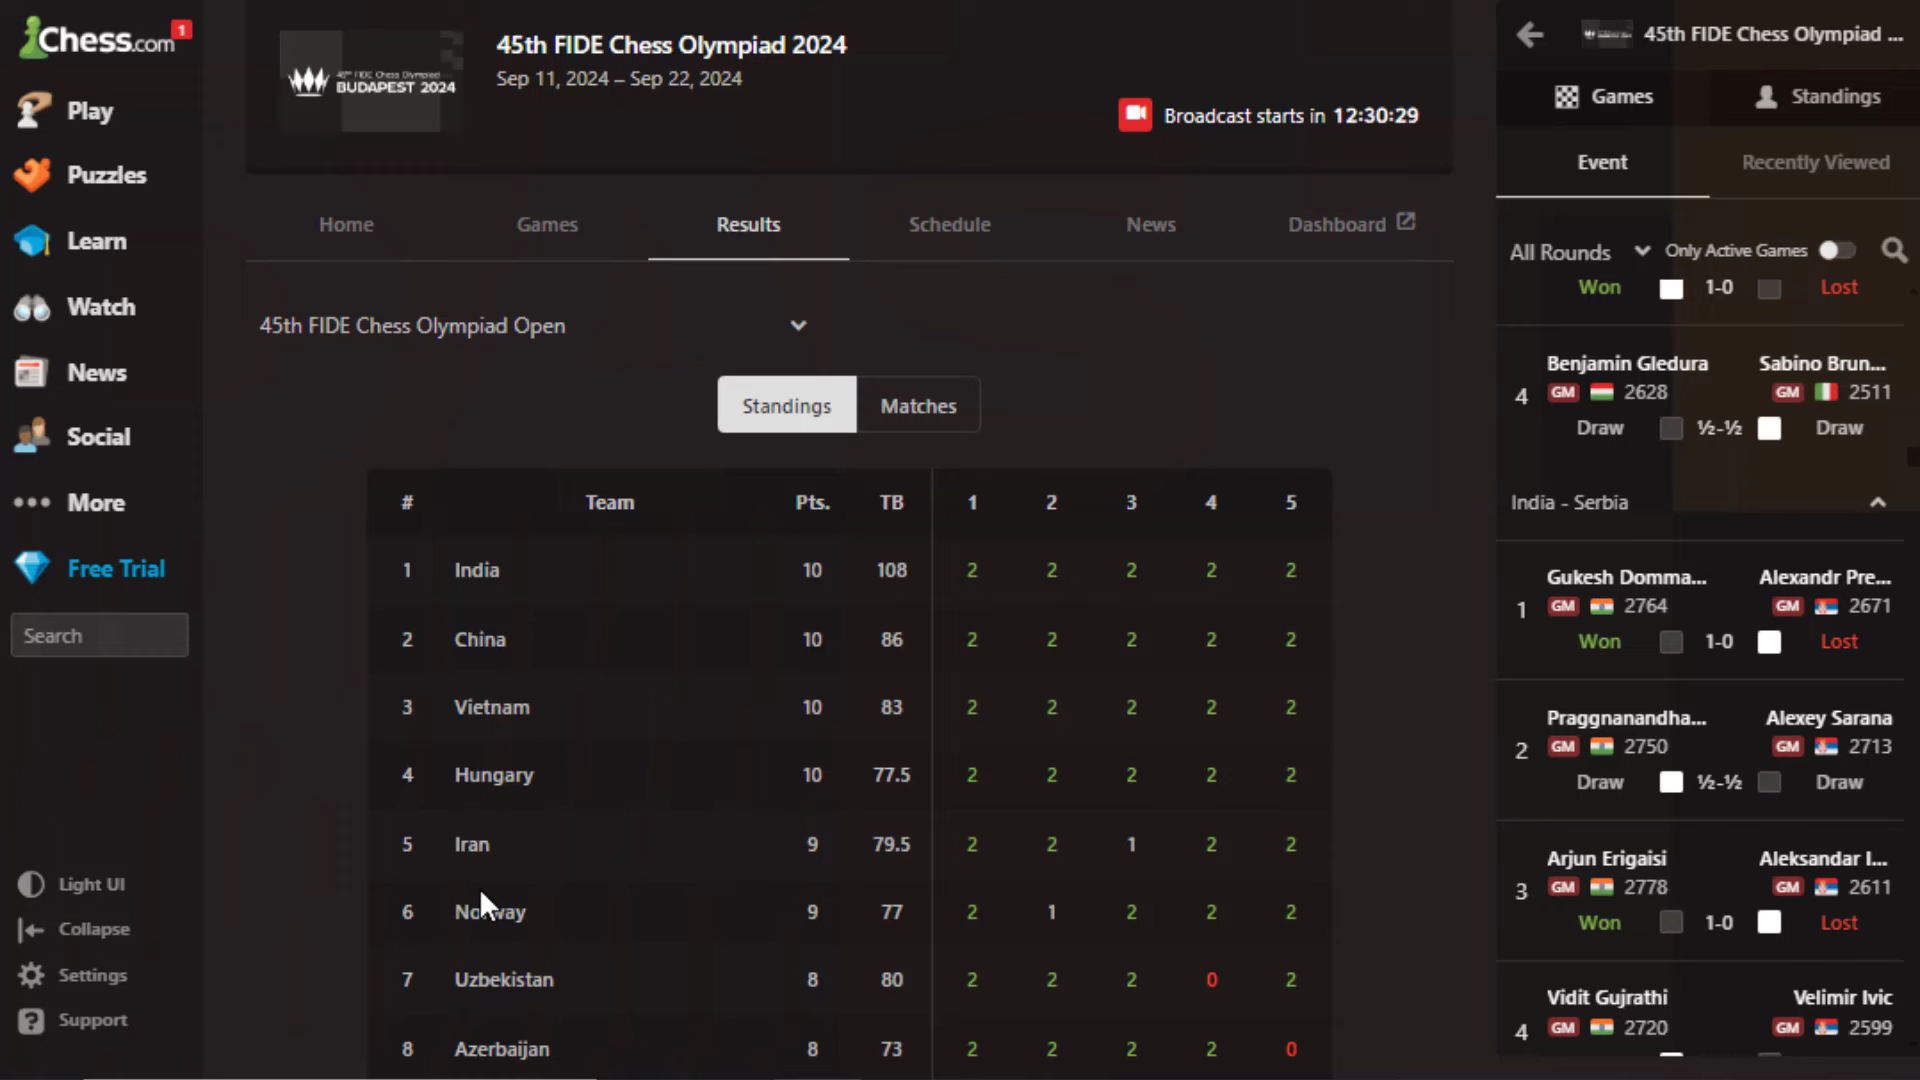 Chess.com
1
Play
Puzzles
Learn
Watch
News
Social
More
Free Trial
Search
Light UI
Collapse
Settings
Support
45th FIDE Chess Olympiad
BUDAPEST 2024
45th FIDE Chess Olympiad 2024
Sep 11, 2024 – Sep 22, 2024
Broadcast starts in 12:30:29
Home Games Results Schedule News Dashboard
45th FIDE Chess Olympiad Open
Standings Matches
# Team Pts. TB 1 2 3 4 5
1 India 10 108 2 2 2 2 2
2 China 10 86 2 2 2 2 2
3 Vietnam 10 83 2 2 2 2 2
4 Hungary 10 77.5 2 2 2 2 2
5 Iran 9 79.5 2 2 1 2 2
6 Norway 9 77 2 1 2 2 2
7 Uzbekistan 8 80 2 2 2 0 2
8 Azerbaijan 8 73 2 2 2 2 0
45th FIDE Chess Olympiad ...
Games Standings
Event Recently Viewed
All Rounds Only Active Games
Won 1-0 Lost
Benjamin Gledura Sabino Brun...
4 GM 2628 GM 2511
Draw ½-½ Draw
India - Serbia
Gukesh Domma... Alexandr Pre...
1 GM 2764 GM 2671
Won 1-0 Lost
Praggnanandha... Alexey Sarana
2 GM 2750 GM 2713
Draw ½-½ Draw
Arjun Erigaisi Aleksandar I...
3 GM 2778 GM 2611
Won 1-0 Lost
Vidit Gujrathi Velimir Ivic
4 GM 2720 GM 2599